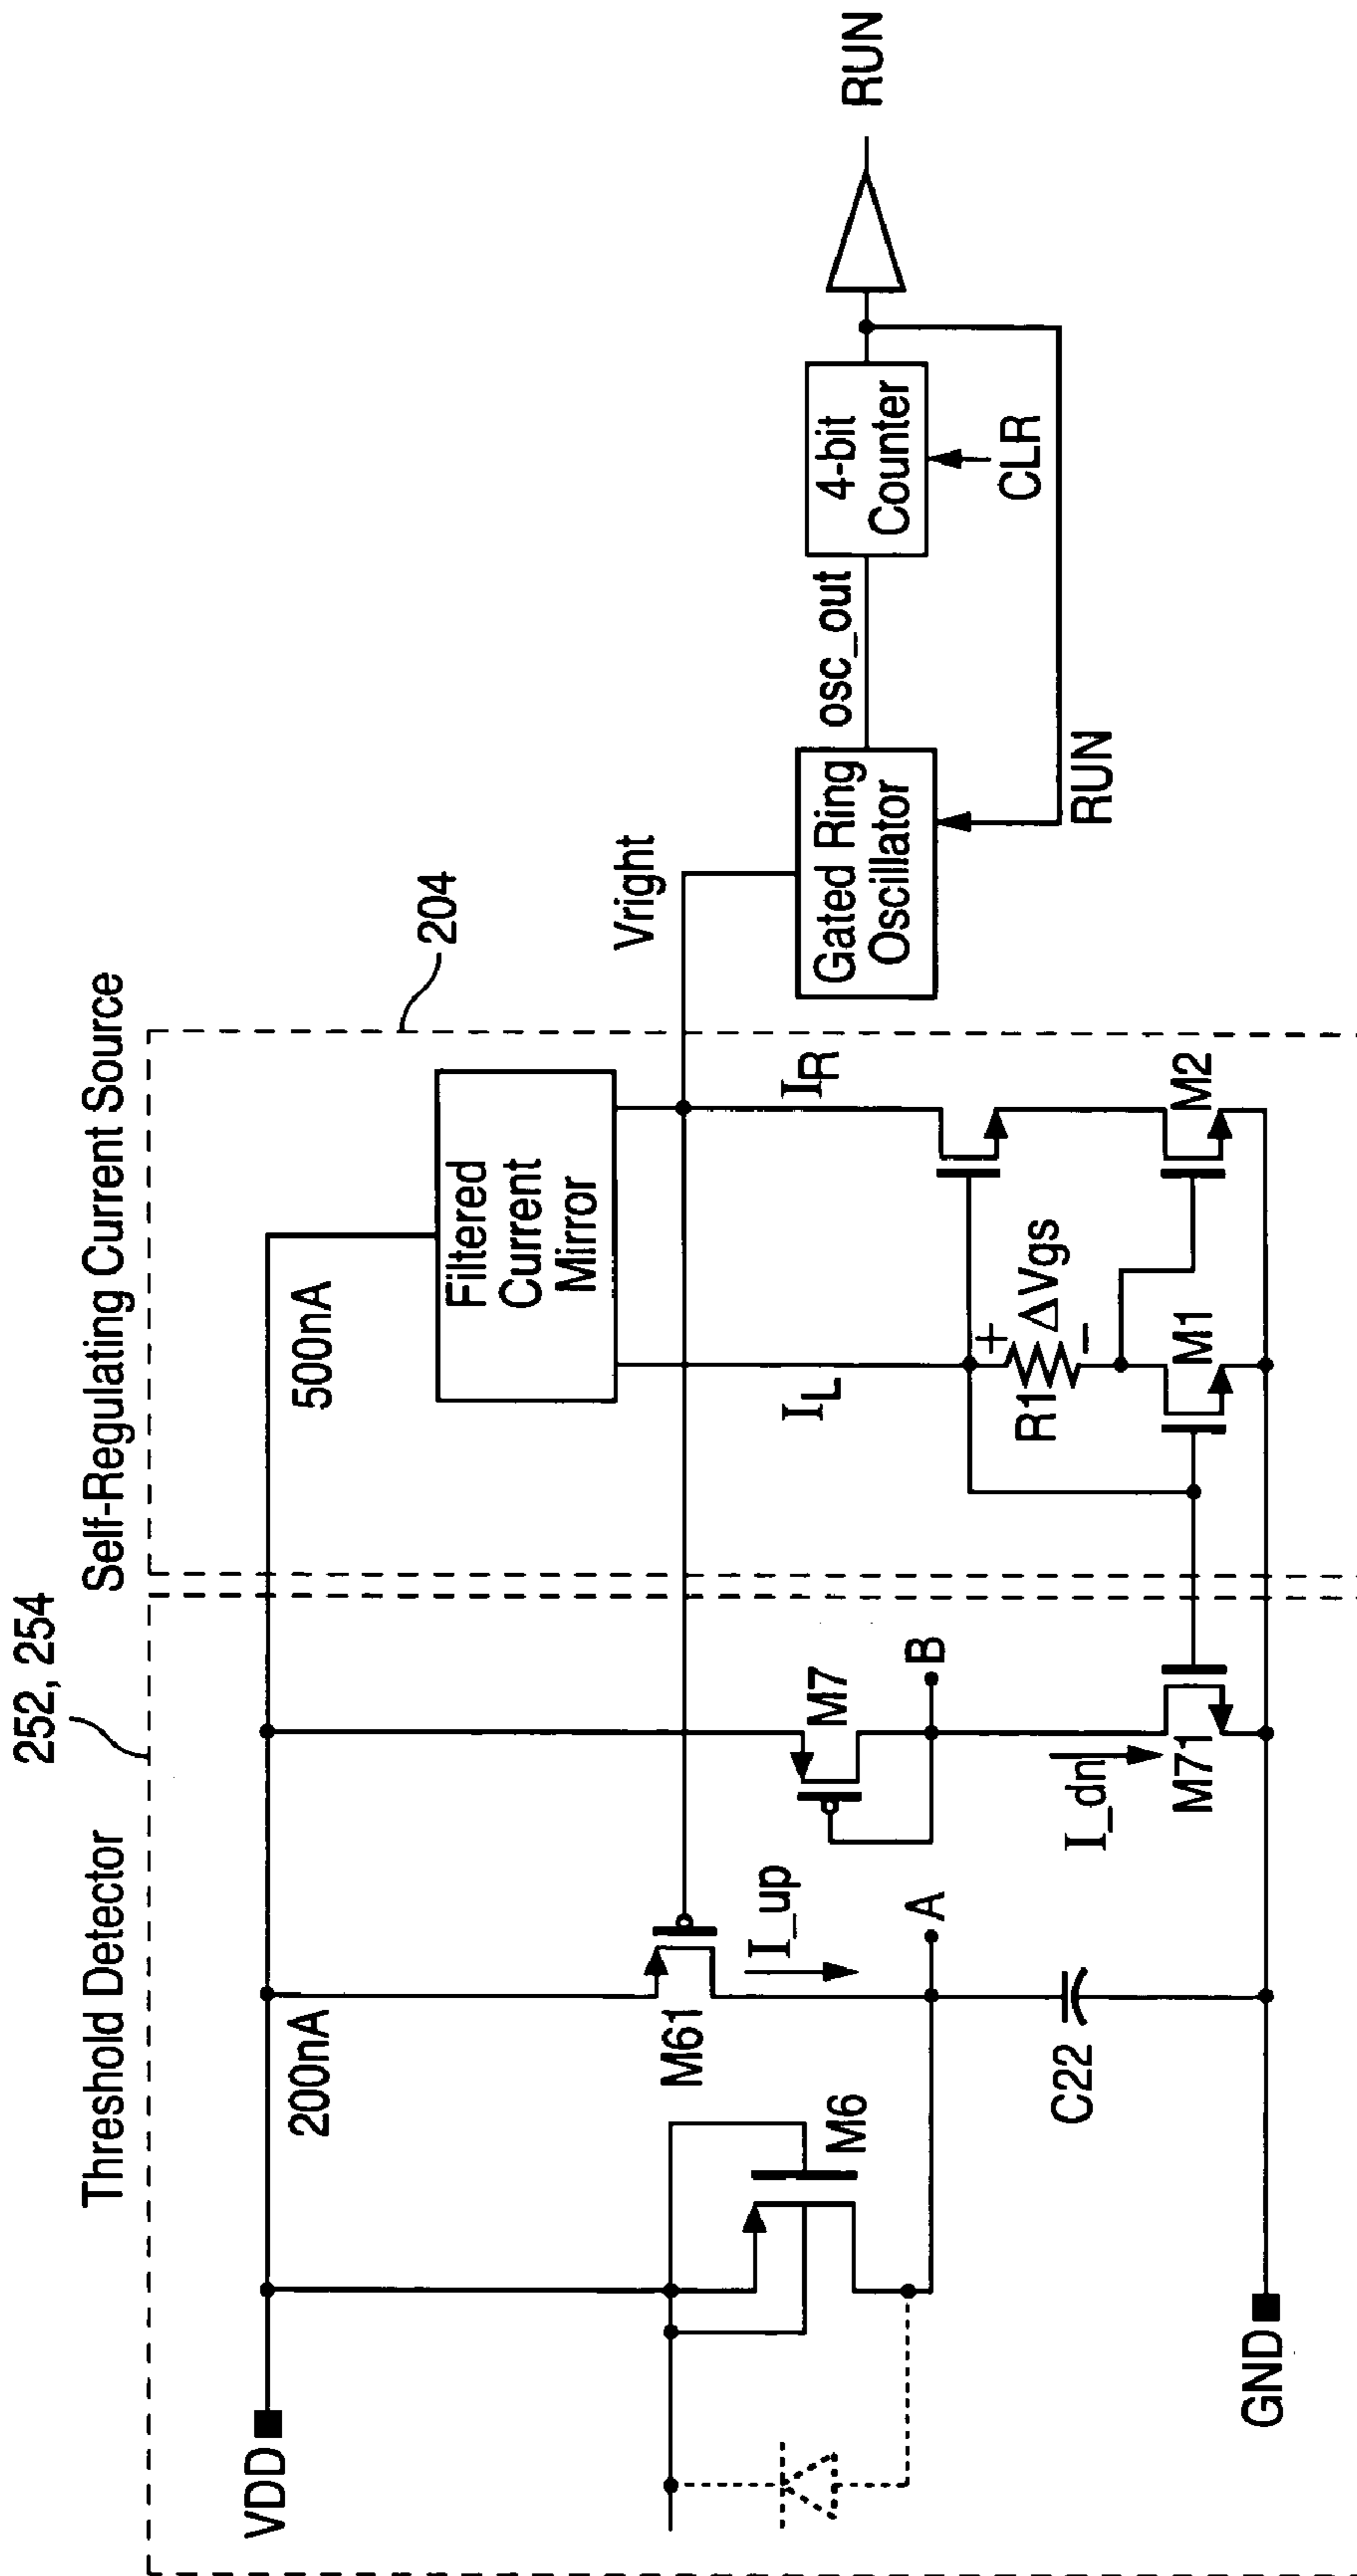 252, 254
Threshold Detector
Self-Regulating Current Source
204
VDD
200nA
500nA
Filtered
Current
Mirror
Vright
M61
I_up
M6
A
C22
M7
B
I_dn
M71
I_L
I_R
R1
+
ΔVgs
−
M1
M2
GND
Gated Ring
Oscillator
osc_out
4-bit
Counter
CLR
RUN
RUN